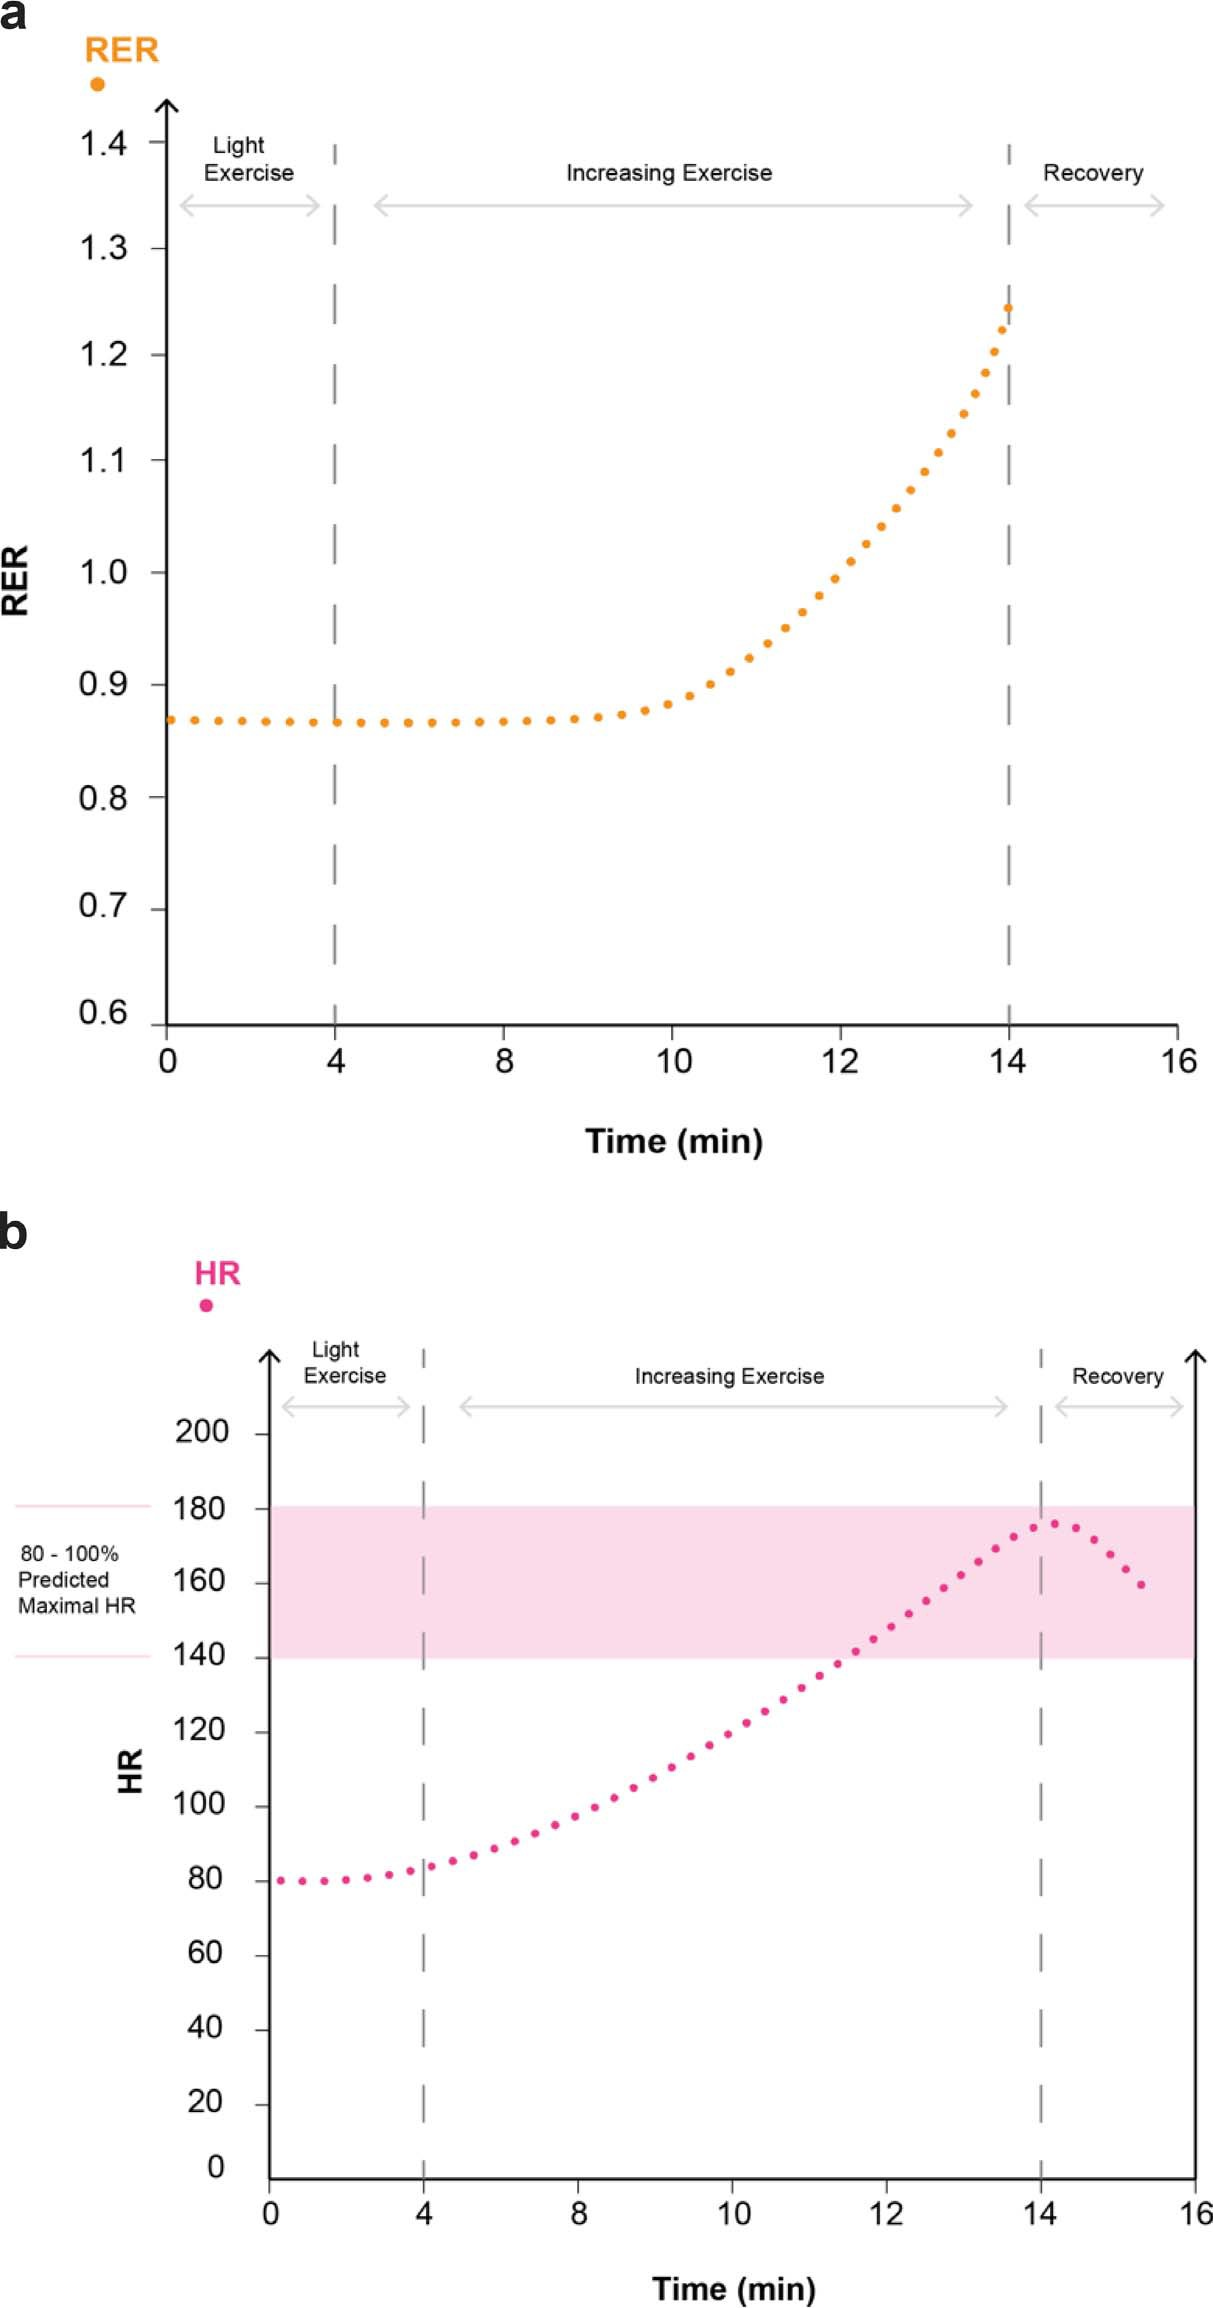 a
RER
1.4
Light
Exercise
Increasing Exercise
Recovery
1.3
1.2
1.1
1.0
RER
0.9
0.8
0.7
0.6
0 4 8 10 12 14 16
Time (min)
b
HR
Light
Exercise
Increasing Exercise
Recovery
200
180
80 - 100%
Predicted
Maximal HR
160
140
120
HR
100
80
60
40
20
0
0 4 8 10 12 14 16
Time (min)